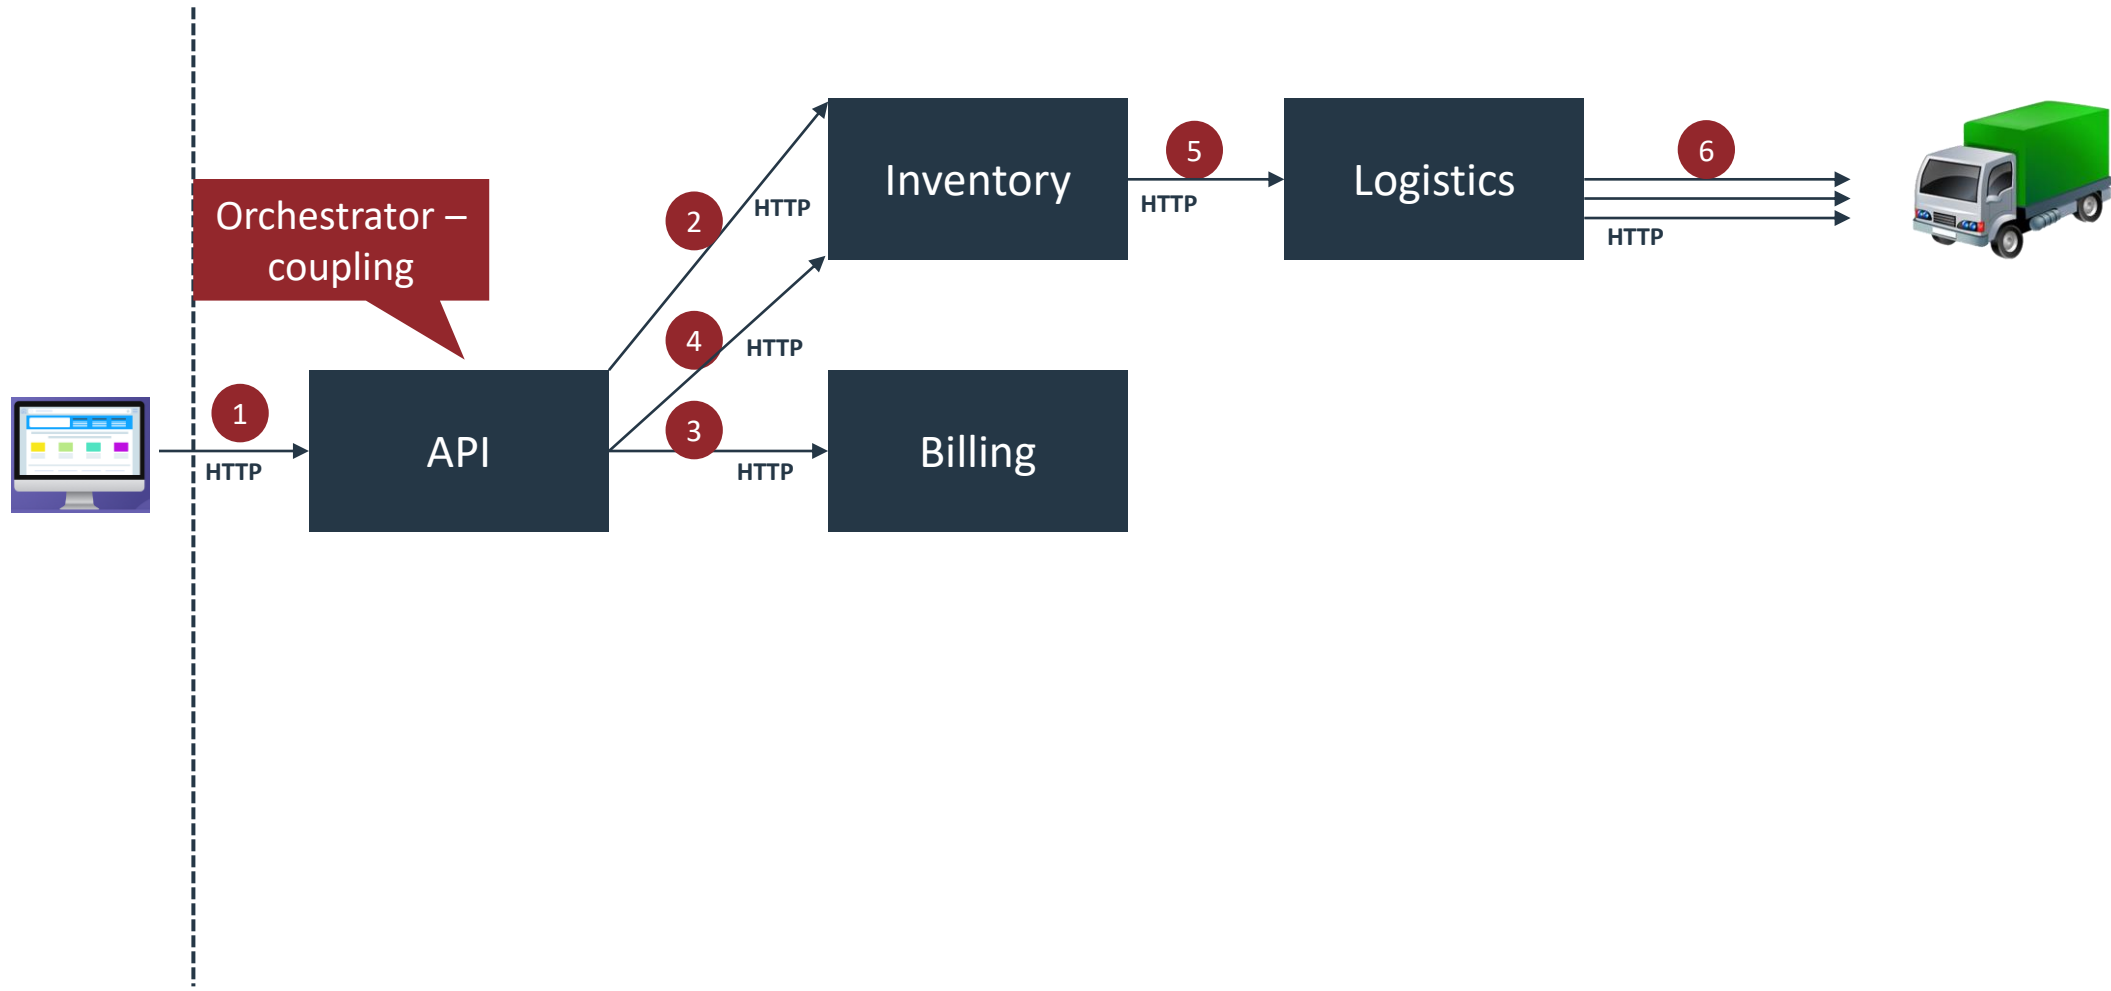 Orchestrator –
coupling
1
HTTP
API
2
HTTP
4
HTTP
3
HTTP
Inventory
Billing
5
HTTP
Logistics
6
HTTP